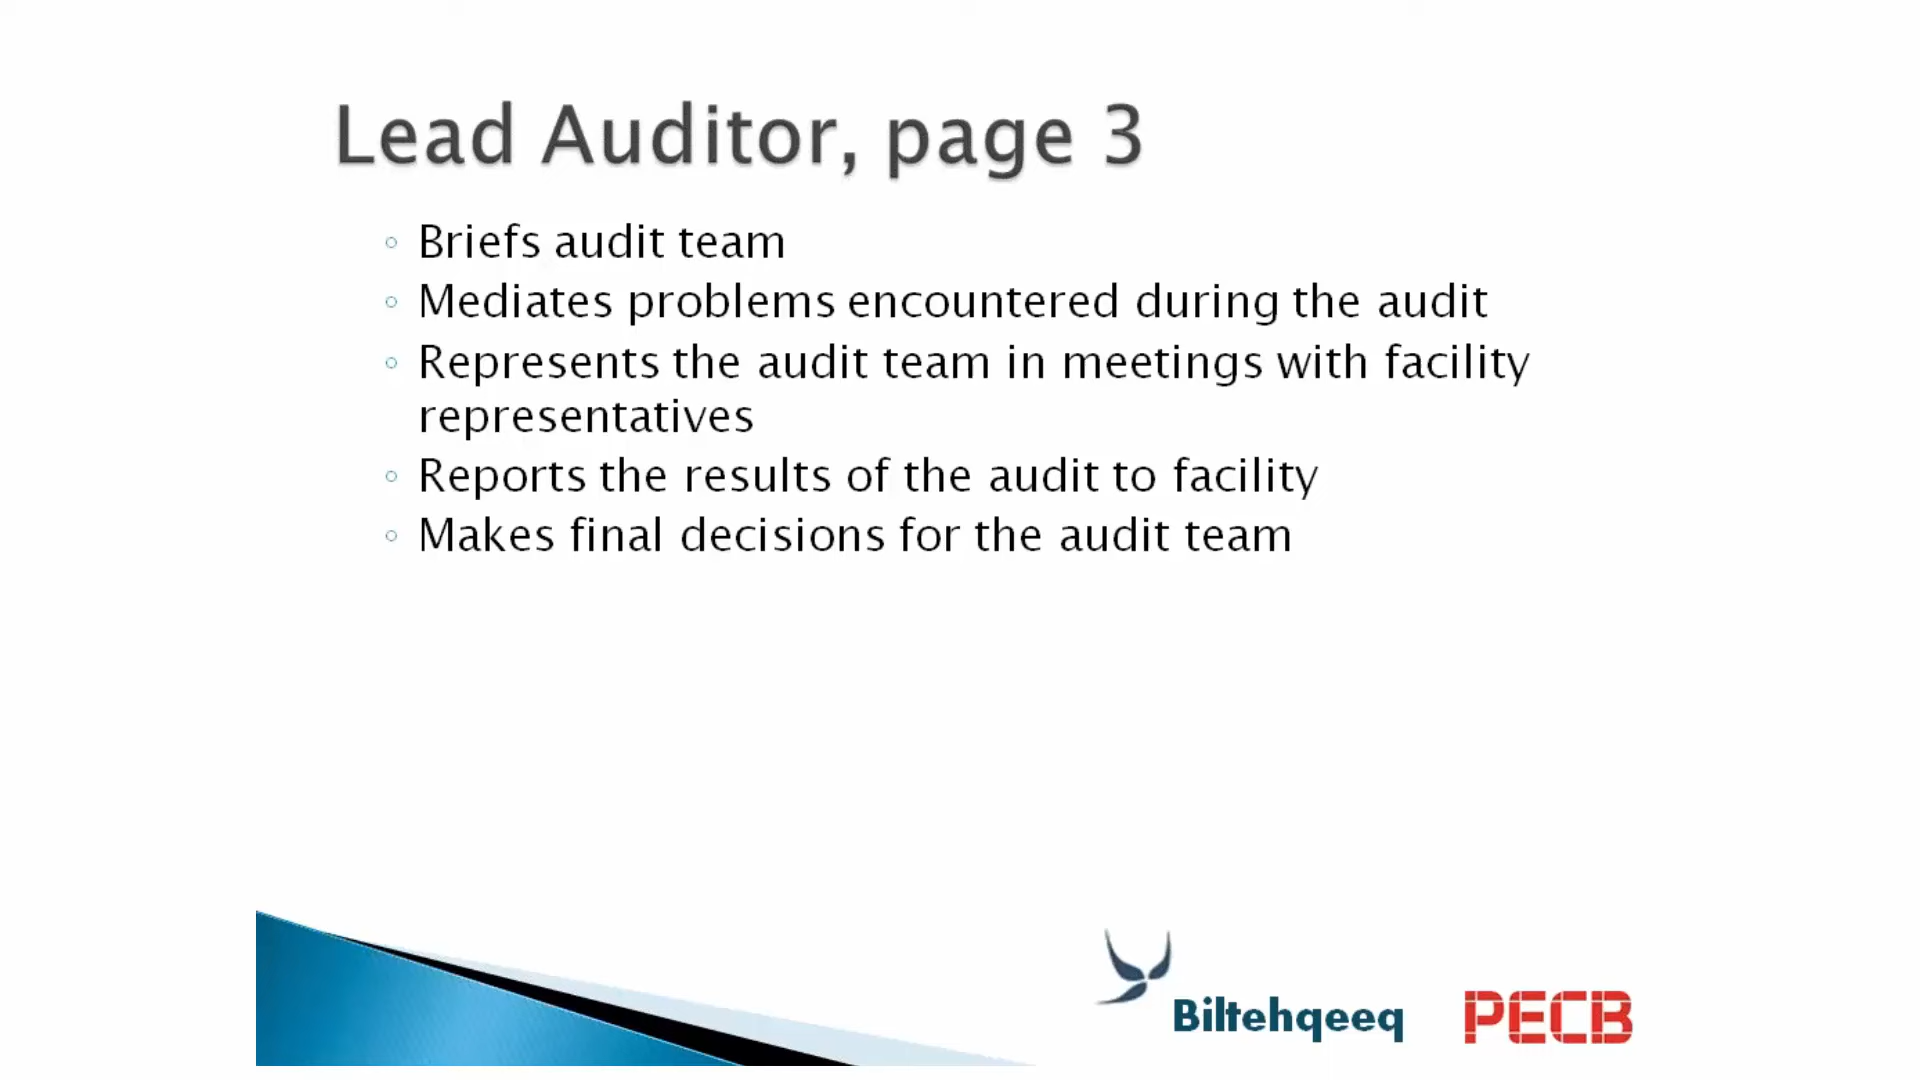 Lead Auditor, page 3
◦ Briefs audit team
◦ Mediates problems encountered during the audit
◦ Represents the audit team in meetings with facility
representatives
◦ Reports the results of the audit to facility
◦ Makes final decisions for the audit team
Biltehqeeq
PECB